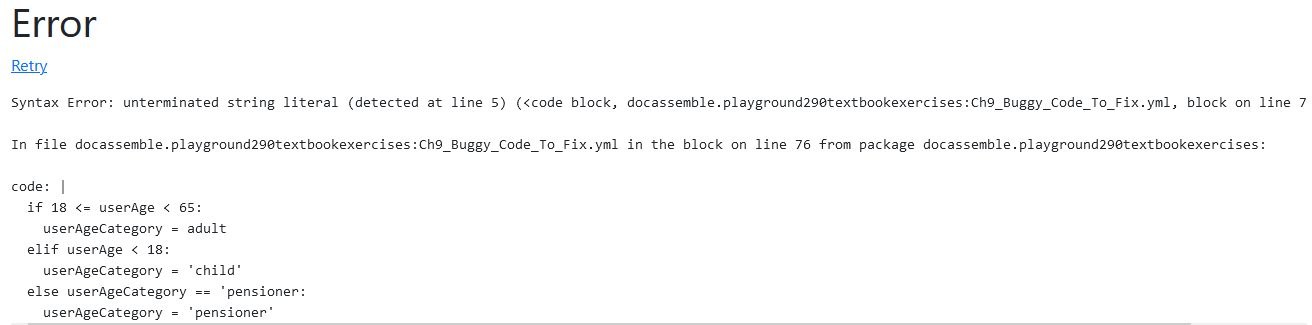 Error
Retry
Syntax Error: unterminated string literal (detected at line 5) (<code block, docassemble.playground290textbookexercises:Ch9_Buggy_Code_To_Fix.yml, block on line 7
In file docassemble.playground290textbookexercises:Ch9_Buggy_Code_To_Fix.yml in the block on line 76 from package docassemble.playground290textbookexercises:
code: |
  if 18 <= userAge < 65:
    userAgeCategory = adult
  elif userAge < 18:
    userAgeCategory = 'child'
  else userAgeCategory == 'pensioner:
    userAgeCategory = 'pensioner'